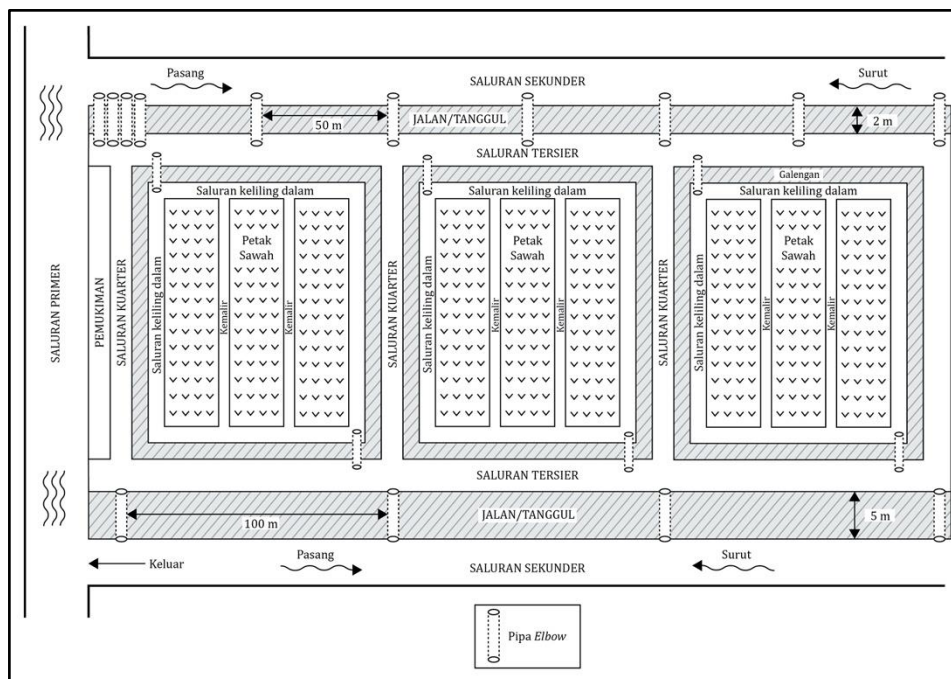 Pasang
SALURAN SEKUNDER
Surut
50 m
JALAN/TANGGUL
2 m
SALURAN TERSIER
Galengan
Saluran keliling dalam
Saluran keliling dalam
Saluran keliling dalam
SALURAN PRIMER
PEMUKIMAN
SALURAN KUARTER
Saluran keliling dalam
Petak
Sawah
Kemalir
Kemalir
SALURAN KUARTER
Saluran keliling dalam
Petak
Sawah
Kemalir
Kemalir
SALURAN KUARTER
Saluran keliling dalam
Petak
Sawah
Kemalir
Kemalir
SALURAN TERSIER
100 m
JALAN/TANGGUL
5 m
Keluar
Pasang
SALURAN SEKUNDER
Surut
Pipa Elbow